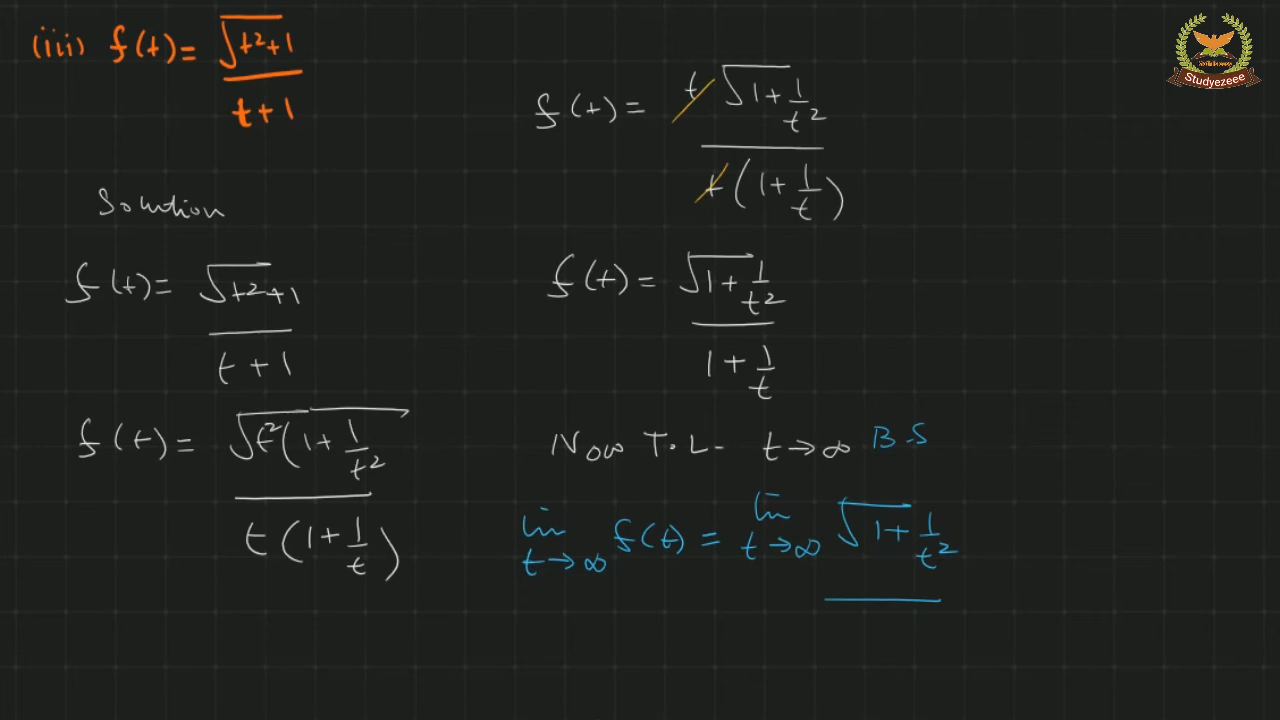 (iii) f(t) = √t²+1 / t+1
Solution
f(t) = √t²+1 / t+1
f(t) = √t²(1+1/t² / t(1+1/t)
f(t) = t√1+1/t² / t(1+1/t)
f(t) = √1+1/t² / 1+1/t
Now T.L. t→∞ B.S
lim t→∞ f(t) = lim t→∞ √1+1/t²
Studyezeee